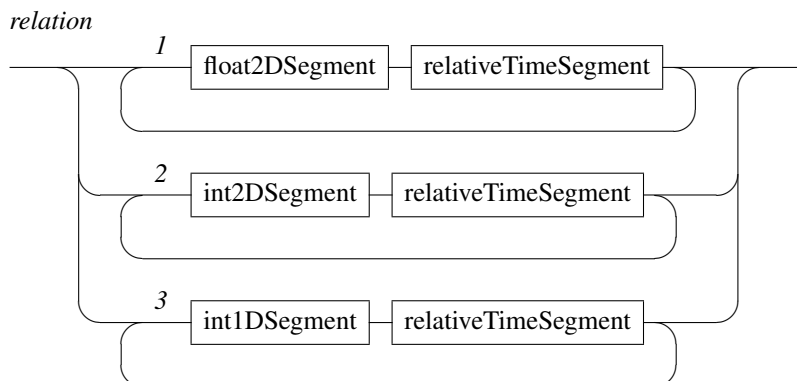 relation
1 float2DSegment relativeTimeSegment
2 int2DSegment relativeTimeSegment
3 int1DSegment relativeTimeSegment